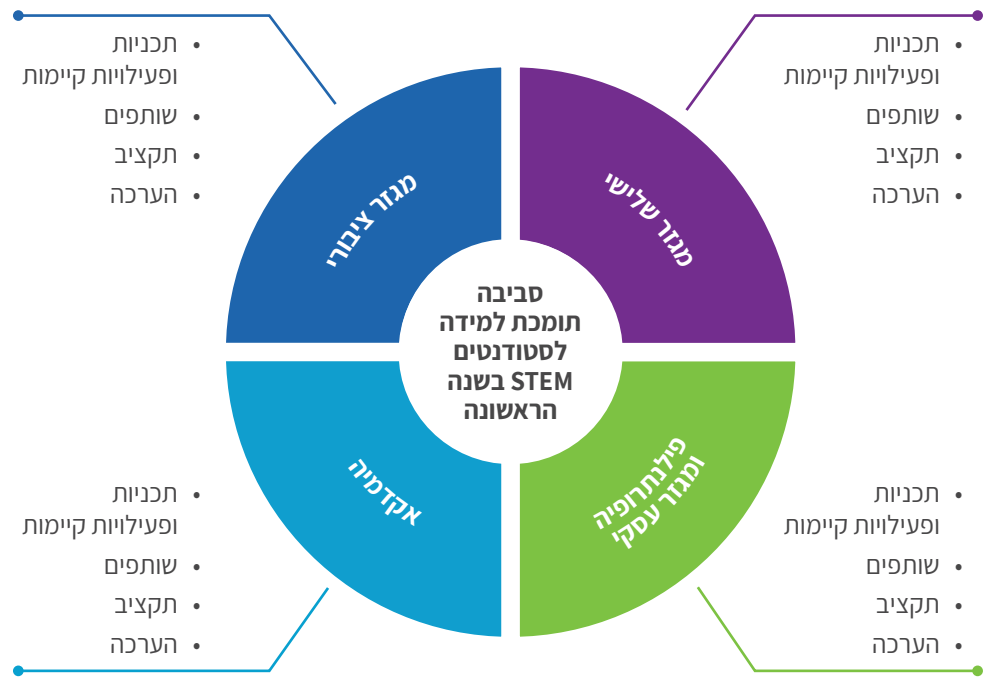 • תכניות
ופעילויות קיימות
• שותפים
• תקציב
• הערכה
• תכניות
ופעילויות קיימות
• שותפים
• תקציב
• הערכה
מגזר שלישי
מגזר ציבורי
סביבה
תומכת למידה
לסטודנטים
STEM בשנה
הראשונה
פילנתרופיה
ומגזר עסקי
אקדמיה
• תכניות
ופעילויות קיימות
• שותפים
• תקציב
• הערכה
• תכניות
ופעילויות קיימות
• שותפים
• תקציב
• הערכה